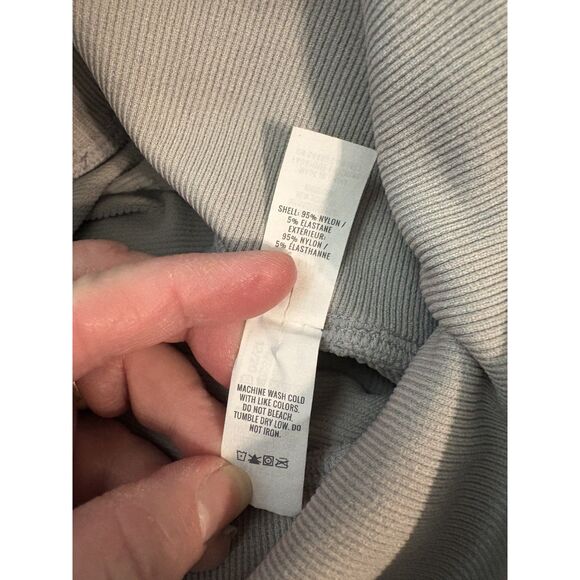 SHELL: 95% NYLON /
5% ELASTANE
EXTÉRIEUR:
95% NYLON /
5% ÉLASTHANNE
MACHINE WASH COLD
WITH LIKE COLORS.
DO NOT BLEACH.
TUMBLE DRY LOW. DO
NOT IRON.